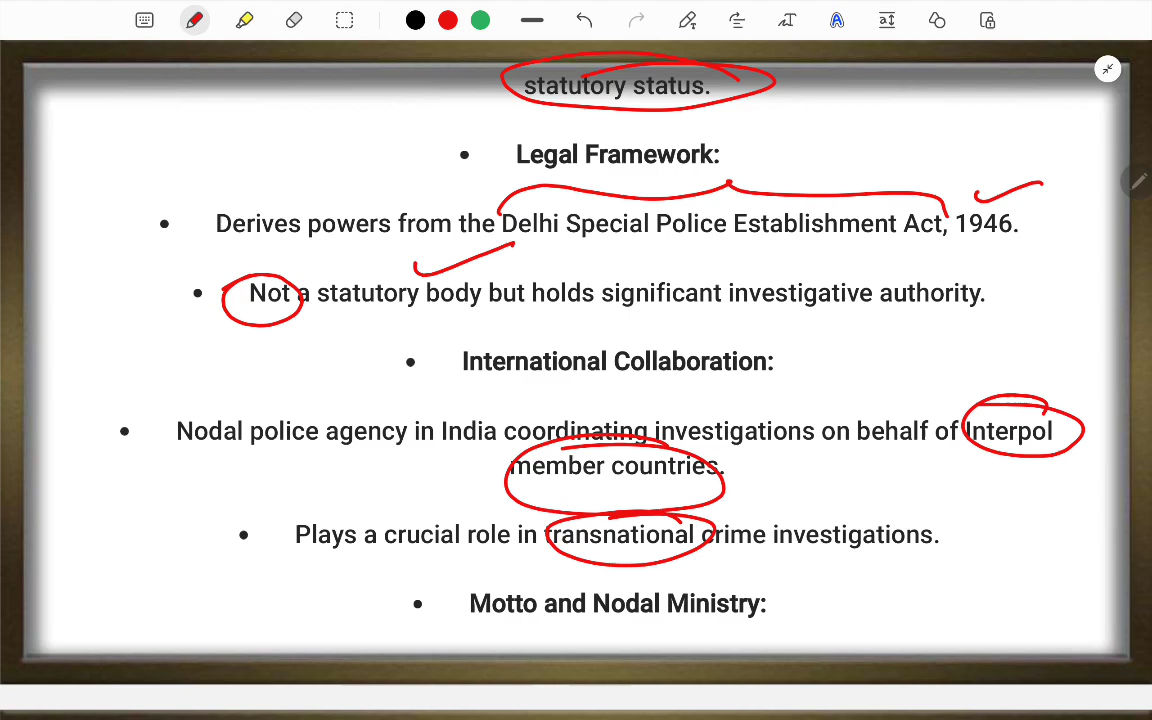 statutory status.
• Legal Framework:
• Derives powers from the Delhi Special Police Establishment Act, 1946.
• Not a statutory body but holds significant investigative authority.
• International Collaboration:
• Nodal police agency in India coordinating investigations on behalf of Interpol
member countries.
• Plays a crucial role in transnational crime investigations.
• Motto and Nodal Ministry: